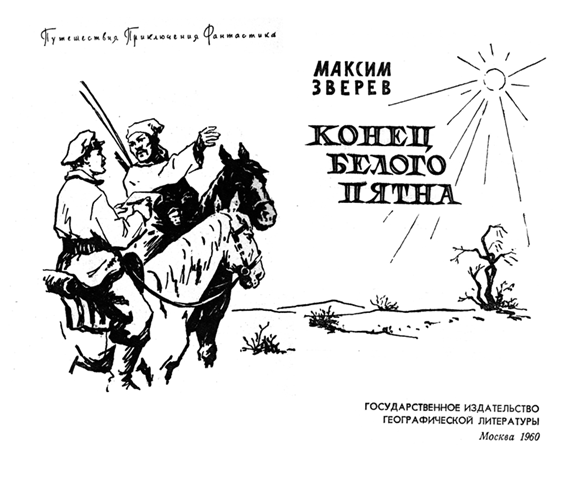 Путешествия Приключения Фантастика
МАКСИМ
ЗВЕРЕВ
КОНЕЦ
БЕЛОГО
ПЯТНА
ГОСУДАРСТВЕННОЕ ИЗДАТЕЛЬСТВО
ГЕОГРАФИЧЕСКОЙ ЛИТЕРАТУРЫ
Москва 1960